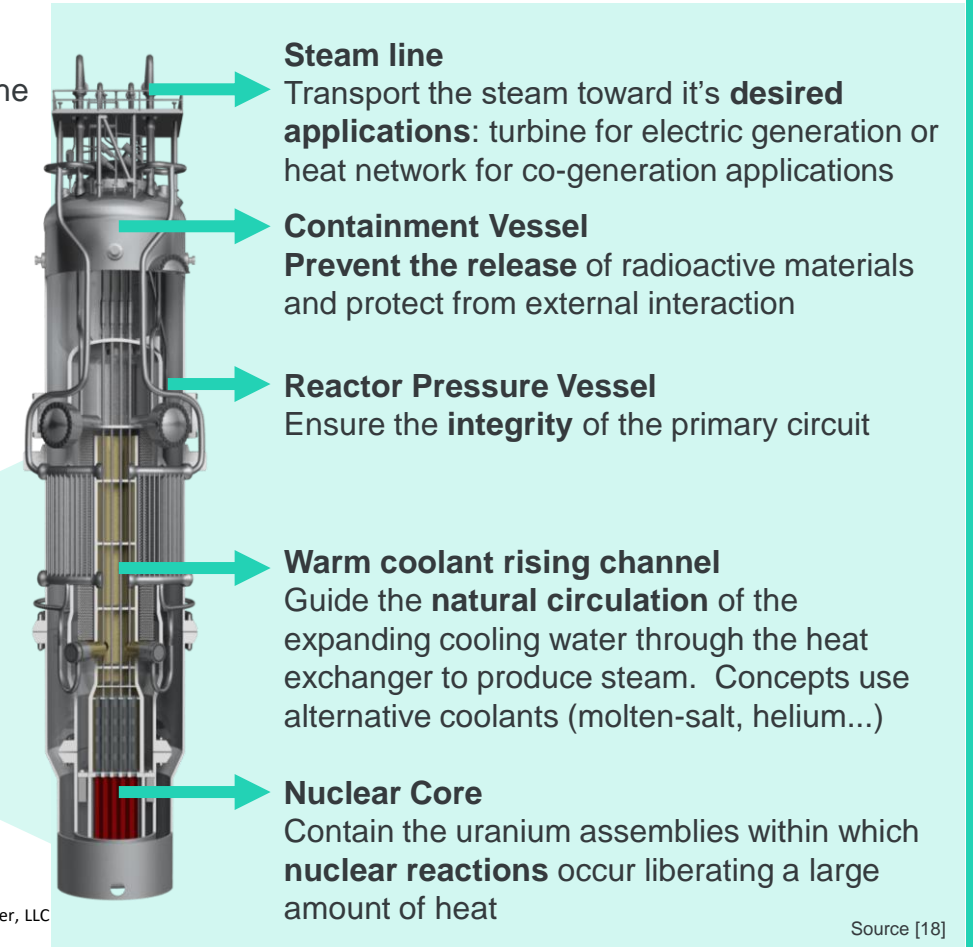 ne
Steam line
Transport the steam toward it's desired
applications: turbine for electric generation or
heat network for co-generation applications
Containment Vessel
Prevent the release of radioactive materials
and protect from external interaction
Reactor Pressure Vessel
Ensure the integrity of the primary circuit
Warm coolant rising channel
Guide the natural circulation of the
expanding cooling water through the heat
exchanger to produce steam.  Concepts use
alternative coolants (molten-salt, helium...)
Nuclear Core
Contain the uranium assemblies within which
nuclear reactions occur liberating a large
amount of heat
er, LLC
Source [18]